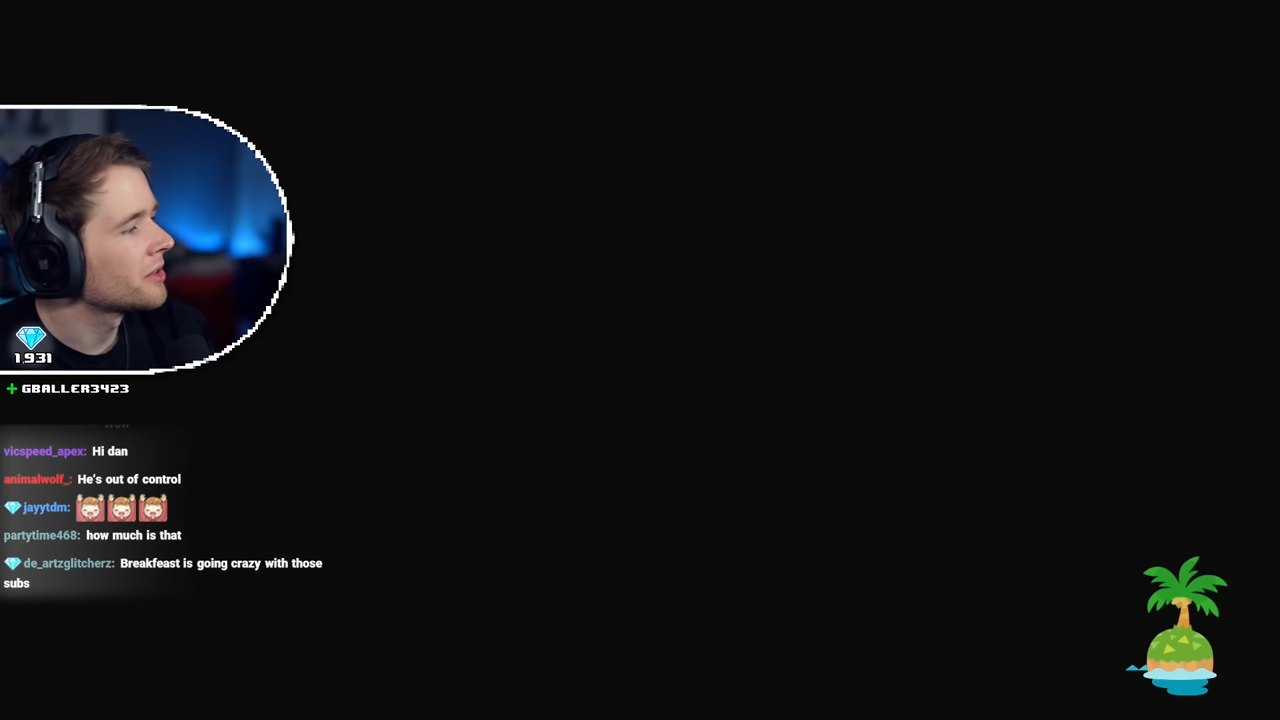 1,931
+ GBALLER3423
vicspeed_apex: Hi dan
animalwolf_: He's out of control
jayytdm:
partytime468: how much is that
de_artzglitcherz: Breakfeast is going crazy with those
subs